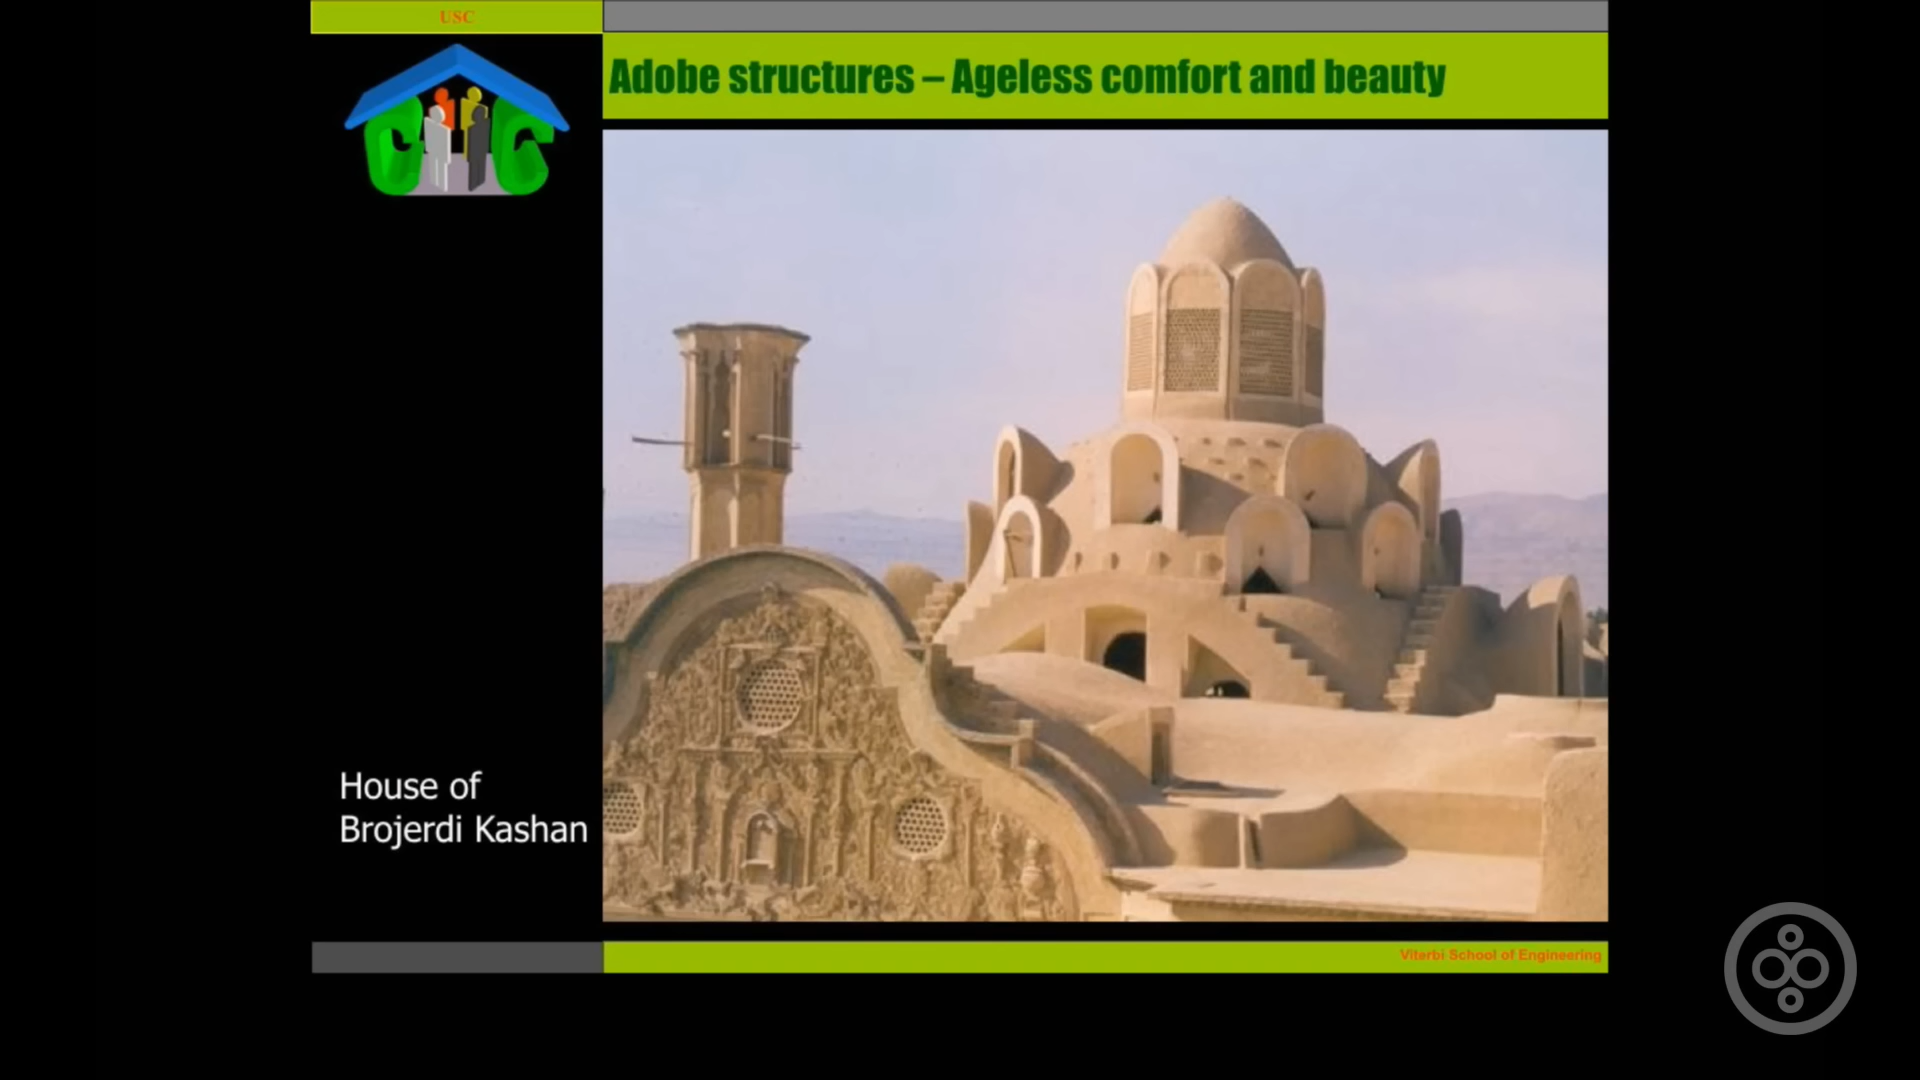 USC
Adobe structures – Ageless comfort and beauty
House of
Brojerdi Kashan
Viterbi School of Engineering